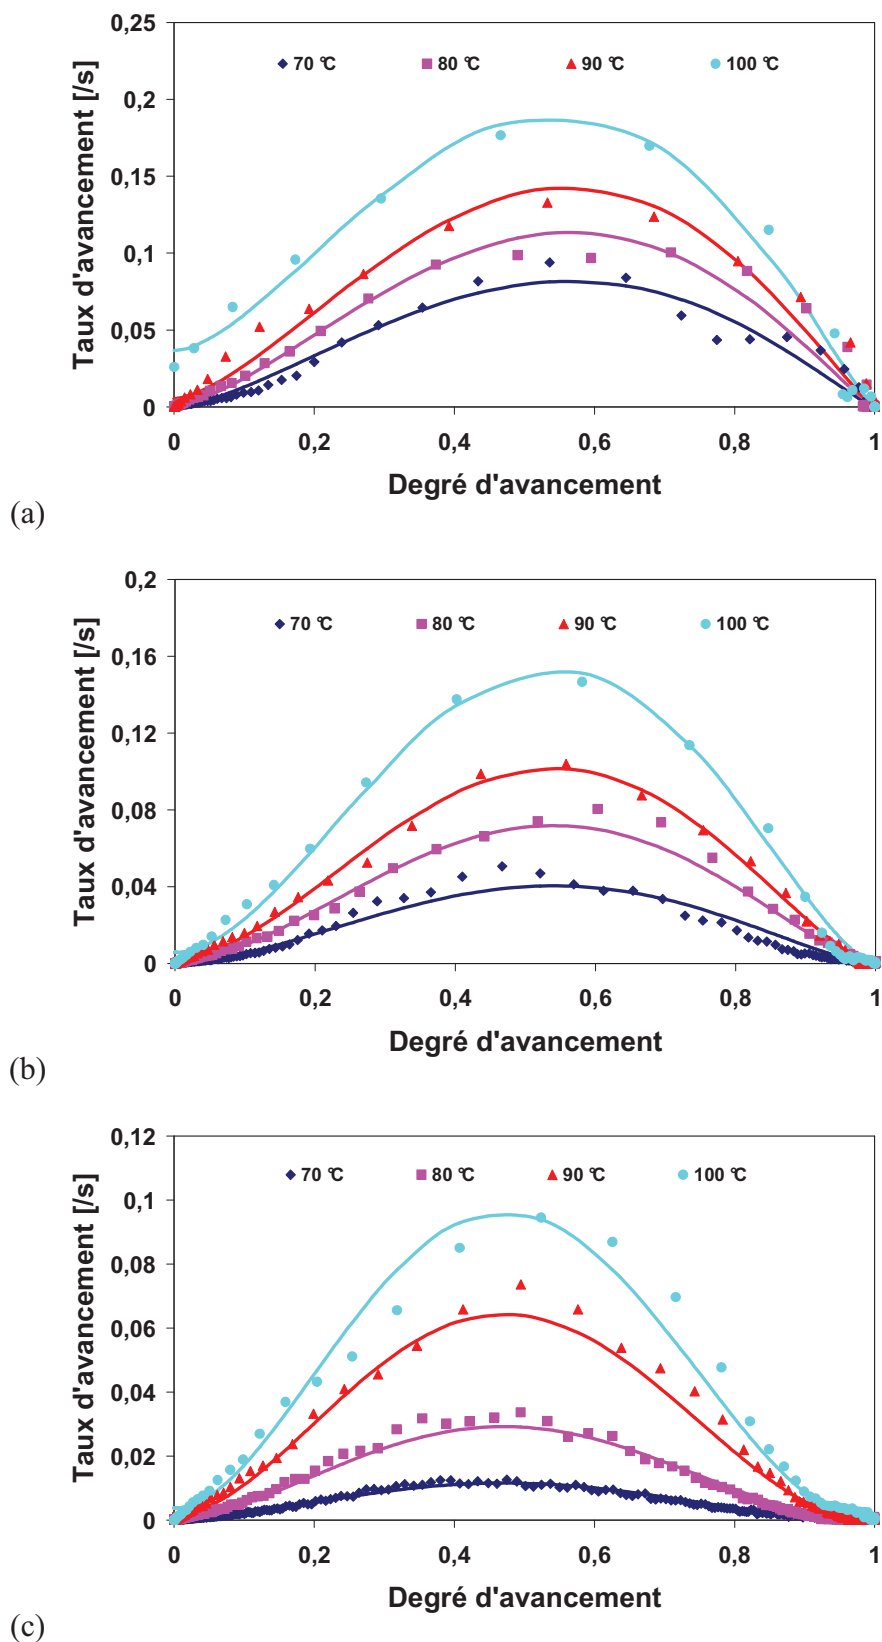 0,25
0,2
0,15
0,1
0,05
0
Taux d'avancement [/s]
70 °C 80 °C 90 °C 100 °C
0 0,2 0,4 0,6 0,8 1
Degré d'avancement
(a)
0,2
0,16
0,12
0,08
0,04
0
Taux d'avancement [/s]
70 °C 80 °C 90 °C 100 °C
0 0,2 0,4 0,6 0,8 1
Degré d'avancement
(b)
0,12
0,1
0,08
0,06
0,04
0,02
0
Taux d'avancement [/s]
70 °C 80 °C 90 °C 100 °C
0 0,2 0,4 0,6 0,8 1
Degré d'avancement
(c)